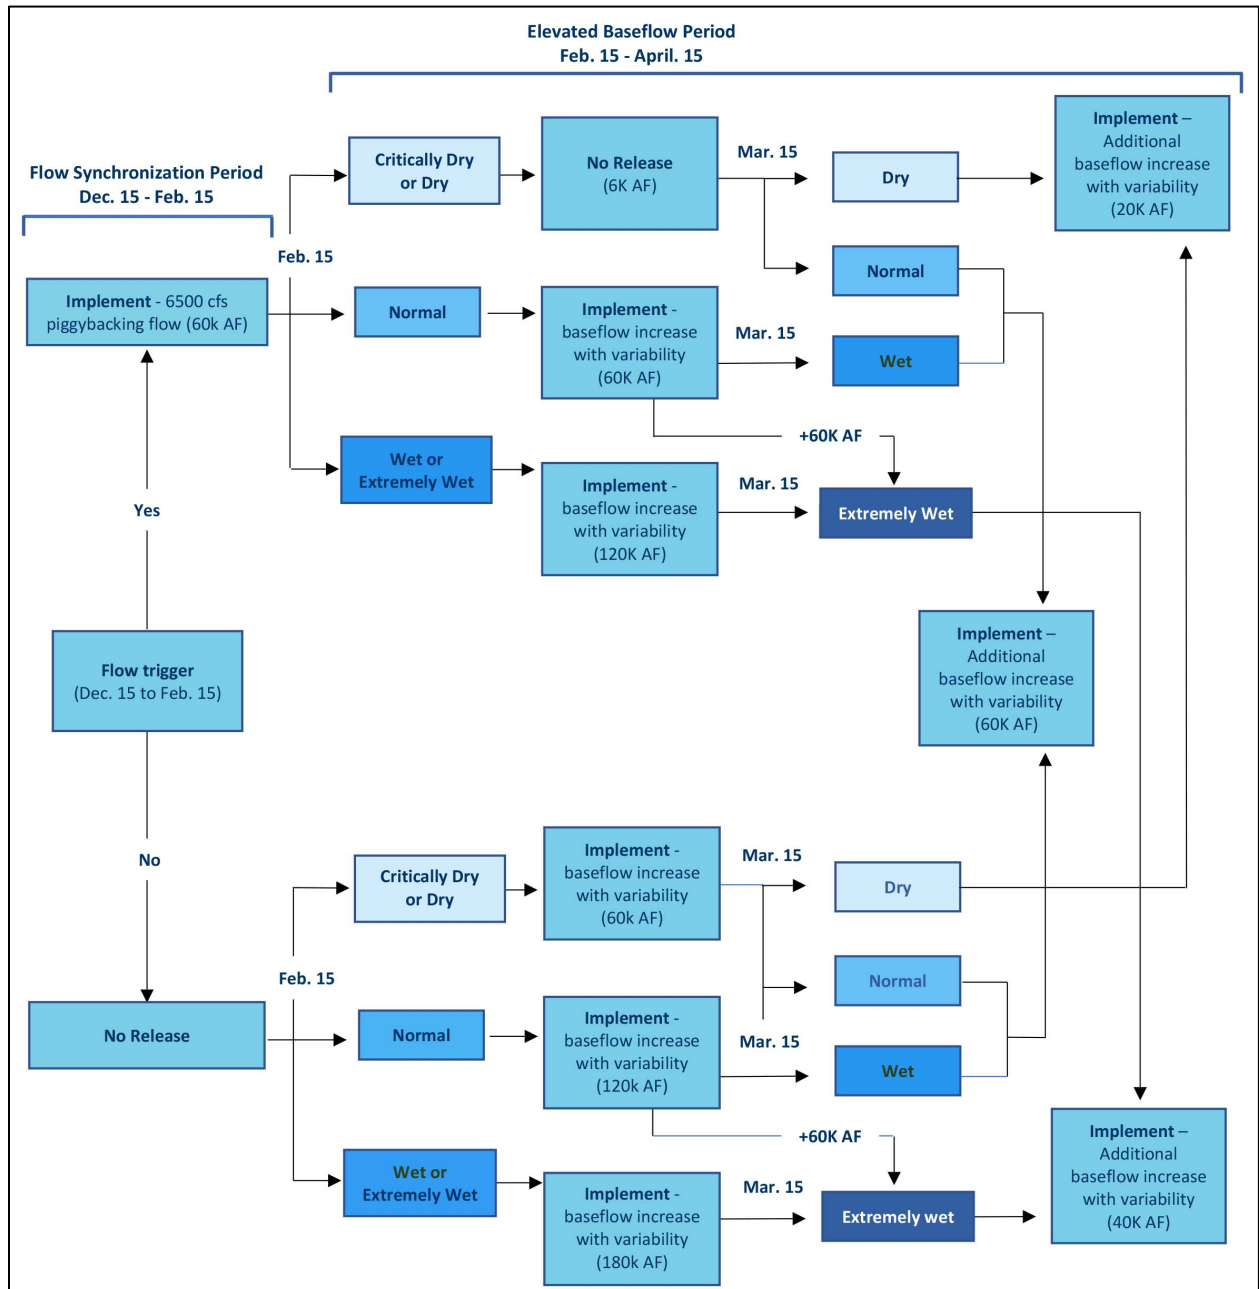 Elevated Baseflow Period
Feb. 15 - April. 15
Flow Synchronization Period
Dec. 15 - Feb. 15
Critically Dry
or Dry
No Release
(6K AF)
Mar. 15
Dry
Implement –
Additional
baseflow increase
with variability
(20K AF)
Feb. 15
Normal
Implement - 6500 cfs
piggybacking flow (60k AF)
Normal
Implement -
baseflow increase
with variability
(60K AF)
Mar. 15
Wet
+60K AF
Wet or
Extremely Wet
Implement -
baseflow increase
with variability
(120K AF)
Mar. 15
Extremely Wet
Yes
Flow trigger
(Dec. 15 to Feb. 15)
Implement –
Additional
baseflow increase
with variability
(60K AF)
No
Critically Dry
or Dry
Implement -
baseflow increase
with variability
(60k AF)
Mar. 15
Dry
Feb. 15
Normal
No Release
Normal
Implement -
baseflow increase
with variability
(120k AF)
Mar. 15
Wet
+60K AF
Wet or
Extremely Wet
Implement -
baseflow increase
with variability
(180k AF)
Mar. 15
Extremely wet
Implement –
Additional
baseflow increase
with variability
(40K AF)